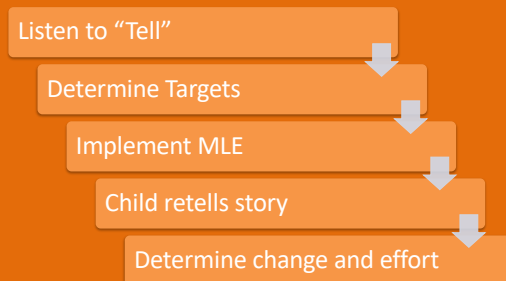 Listen to “Tell”
Determine Targets
Implement MLE
Child retells story
Determine change and effort